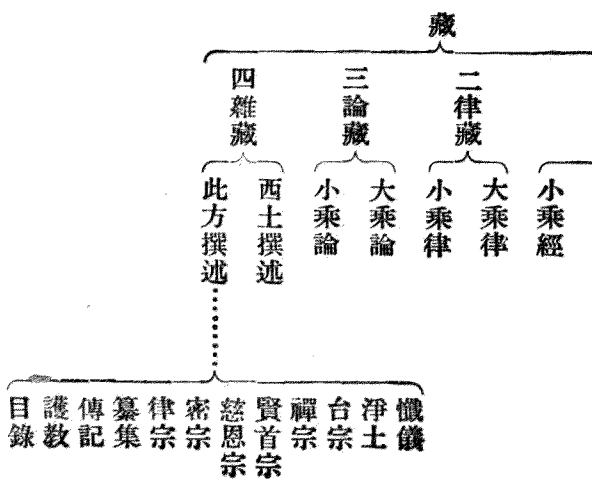 藏
小乘經
二律藏
大乘律
小乘律
三論藏
大乘論
小乘論
四雜藏
西土撰述
此方撰述
懺儀
淨土
台宗
禪宗
賢首宗
慈恩宗
密宗
律宗
纂集
傳記
護教
目錄